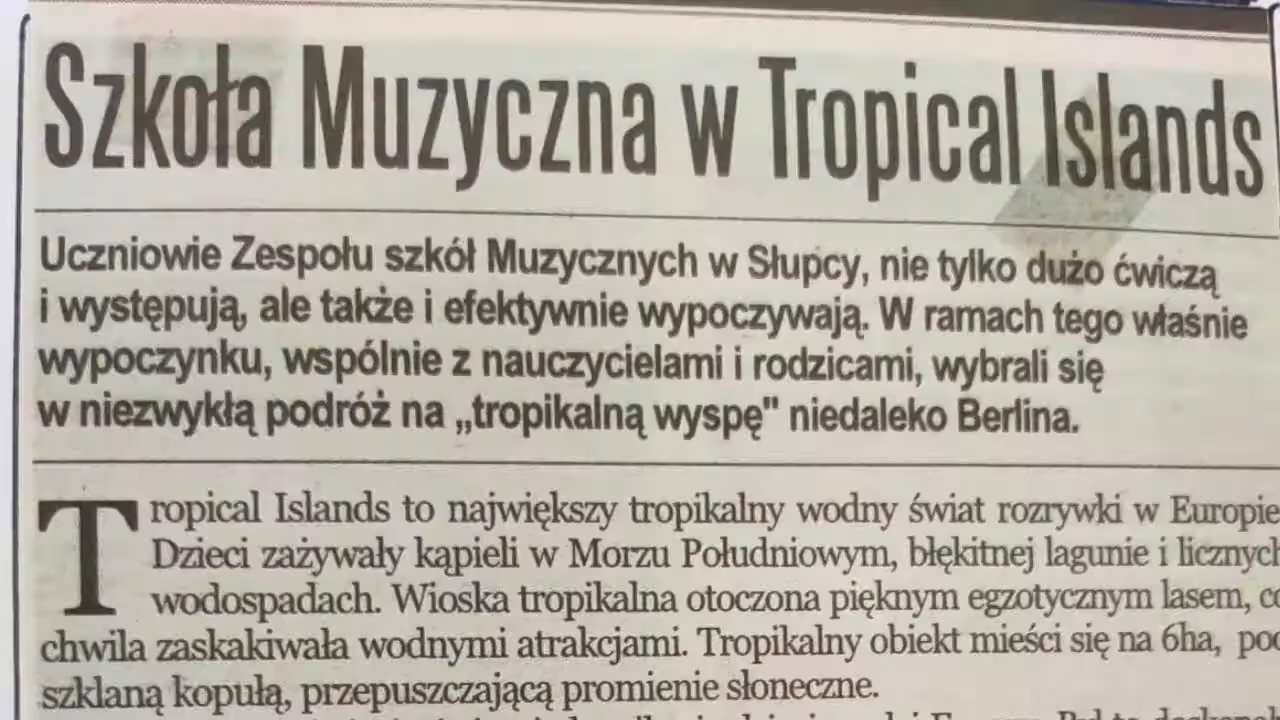 Szkoła Muzyczna w Tropical Islands
Uczniowie Zespołu szkół Muzycznych w Słupcy, nie tylko dużo ćwiczą
i występują, ale także i efektywnie wypoczywają. W ramach tego właśnie
wypoczynku, wspólnie z nauczycielami i rodzicami, wybrali się
w niezwykłą podróż na „tropikalną wyspę" niedaleko Berlina.
Tropical Islands to największy tropikalny wodny świat rozrywki w Europie
Dzieci zażywały kąpieli w Morzu Południowym, błękitnej lagunie i licznych
wodospadach. Wioska tropikalna otoczona pięknym egzotycznym lasem, co
chwila zaskakiwała wodnymi atrakcjami. Tropikalny obiekt mieści się na 6ha, pod
szklaną kopułą, przepuszczającą promienie słoneczne.